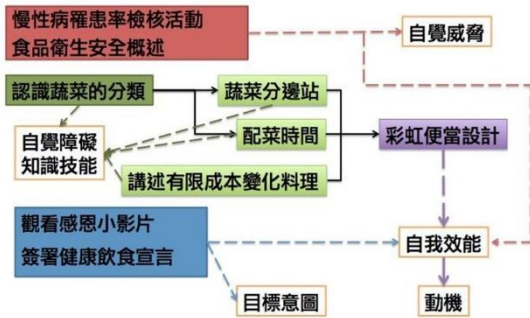 慢性病罹患率檢核活動
食品衛生安全概述
自覺威脅
認識蔬菜的分類
蔬菜分邊站
自覺障礙
知識技能
配菜時間
彩虹便當設計
講述有限成本變化料理
觀看感恩小影片
簽署健康飲食宣言
自我效能
目標意圖
動機